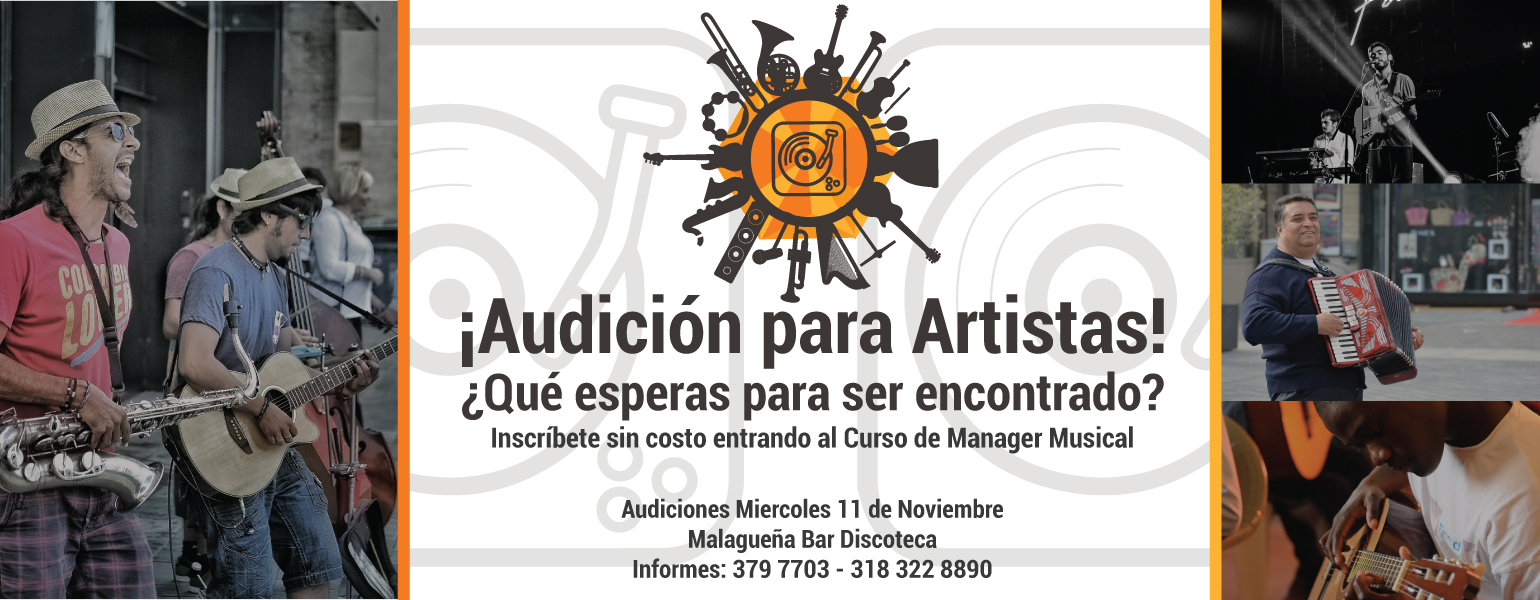 ¡Audición para Artistas!
¿Qué esperas para ser encontrado?
Inscríbete sin costo entrando al Curso de Manager Musical
Audiciones Miercoles 11 de Noviembre
Malagueña Bar Discoteca
Informes: 379 7703 - 318 322 8890